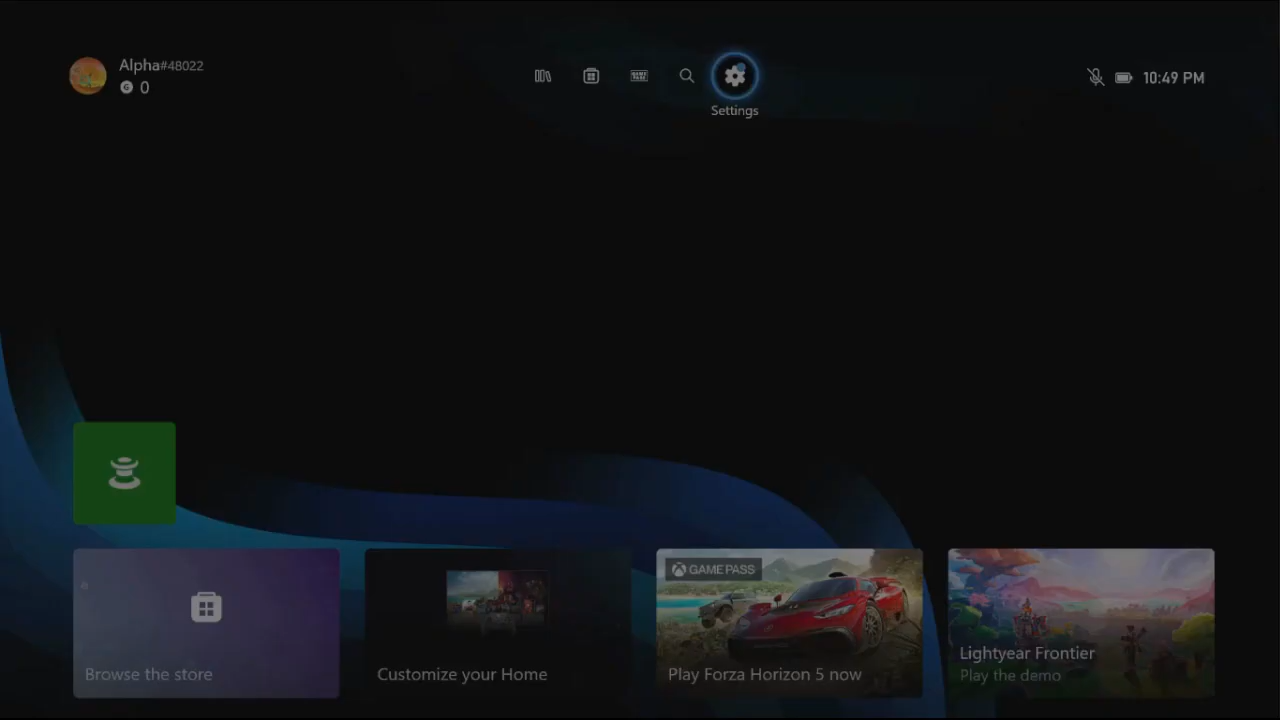 Alpha#48022
G 0
Settings
10:49 PM
GAME PASS
Browse the store
Customize your Home
Play Forza Horizon 5 now
Lightyear Frontier
Play the demo